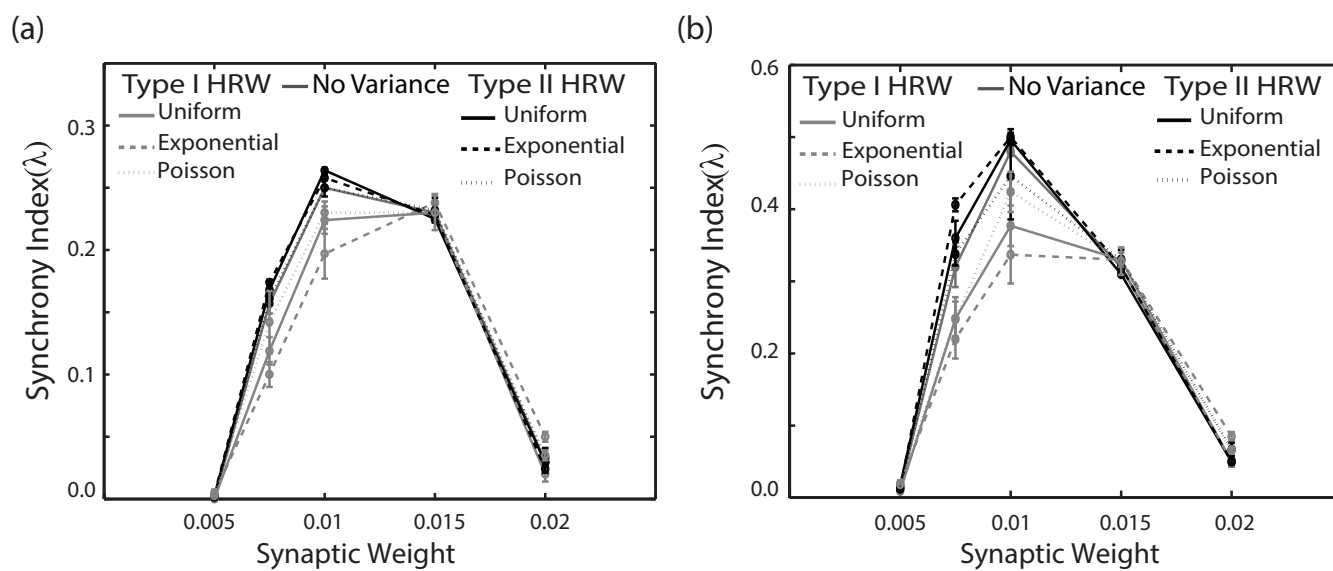 (a)
Type I HRW
No Variance
Type II HRW
Uniform
Exponential
Poisson
Uniform
Exponential
Poisson
Synchrony Index(λ)
0.3
0.2
0.1
0.0
0.005 0.01 0.015 0.02
Synaptic Weight
(b)
Type I HRW
No Variance
Type II HRW
Uniform
Exponential
Poisson
Uniform
Exponential
Poisson
Synchrony Index(λ)
0.6
0.4
0.2
0.0
0.005 0.01 0.015 0.02
Synaptic Weight